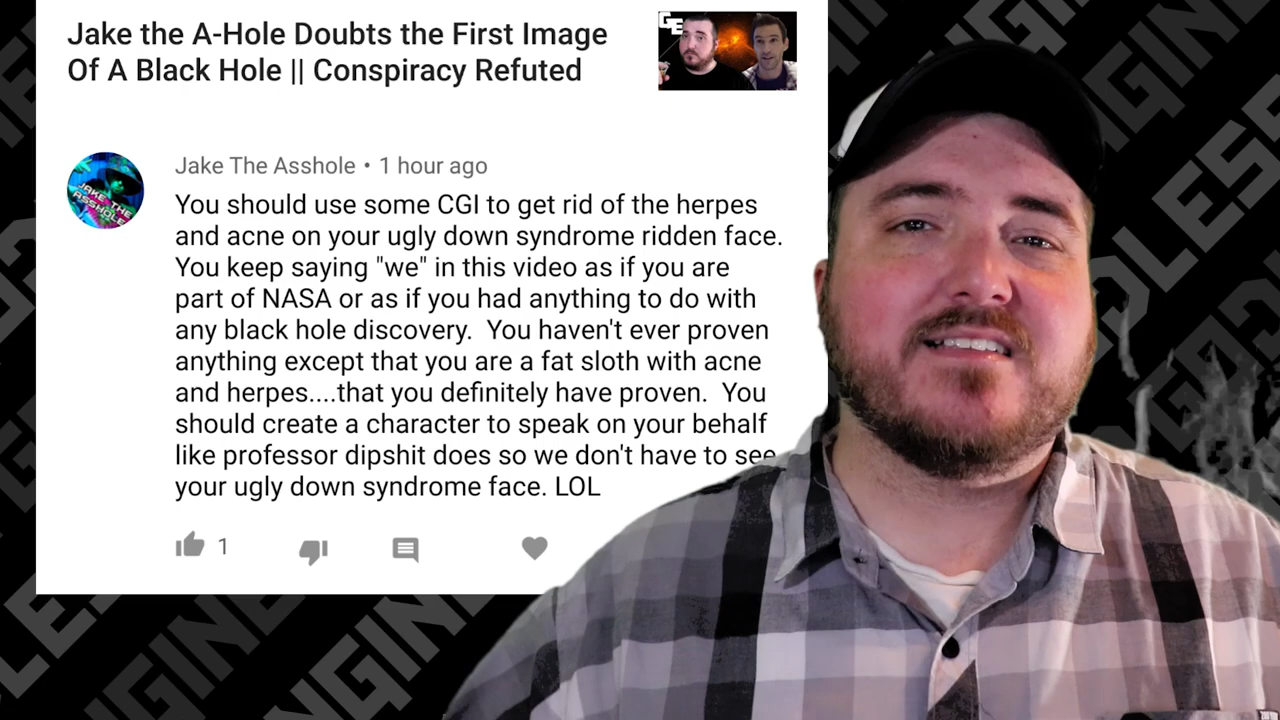 Jake the A-Hole Doubts the First Image
Of A Black Hole || Conspiracy Refuted
GE
JAKE THE
ASSHOLE
Jake The Asshole • 1 hour ago
You should use some CGI to get rid of the herpes
and acne on your ugly down syndrome ridden face.
You keep saying "we" in this video as if you are
part of NASA or as if you had anything to do with
any black hole discovery.  You haven't ever proven
anything except that you are a fat sloth with acne
and herpes....that you definitely have proven.  You
should create a character to speak on your behalf
like professor dipshit does so we don't have to see
your ugly down syndrome face. LOL
1